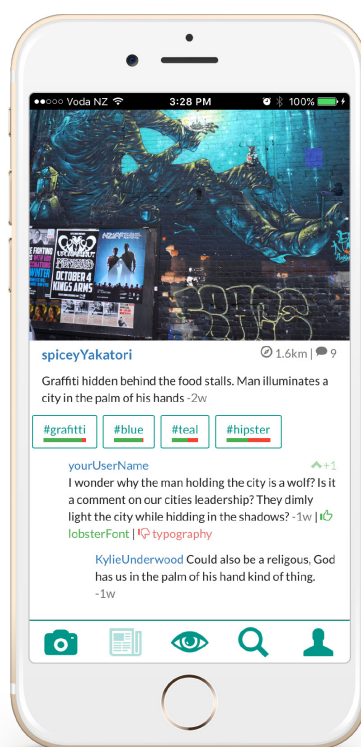 Voda NZ 3:28 PM 100%
THE FIGHTING
WINTER
OCTOBER 4
KINGS ARMS
spiceyYakatori 1.6km | 9
Graffiti hidden behind the food stalls. Man illuminates a
city in the palm of his hands -2w
#grafitti #blue #teal #hipster
yourUserName +1
I wonder why the man holding the city is a wolf? Is it
a comment on our cities leadership? They dimly
light the city while hidding in the shadows? -1w |
lobsterFont | typography
KylieUnderwood Could also be a religous, God
has us in the palm of his hand kind of thing.
-1w